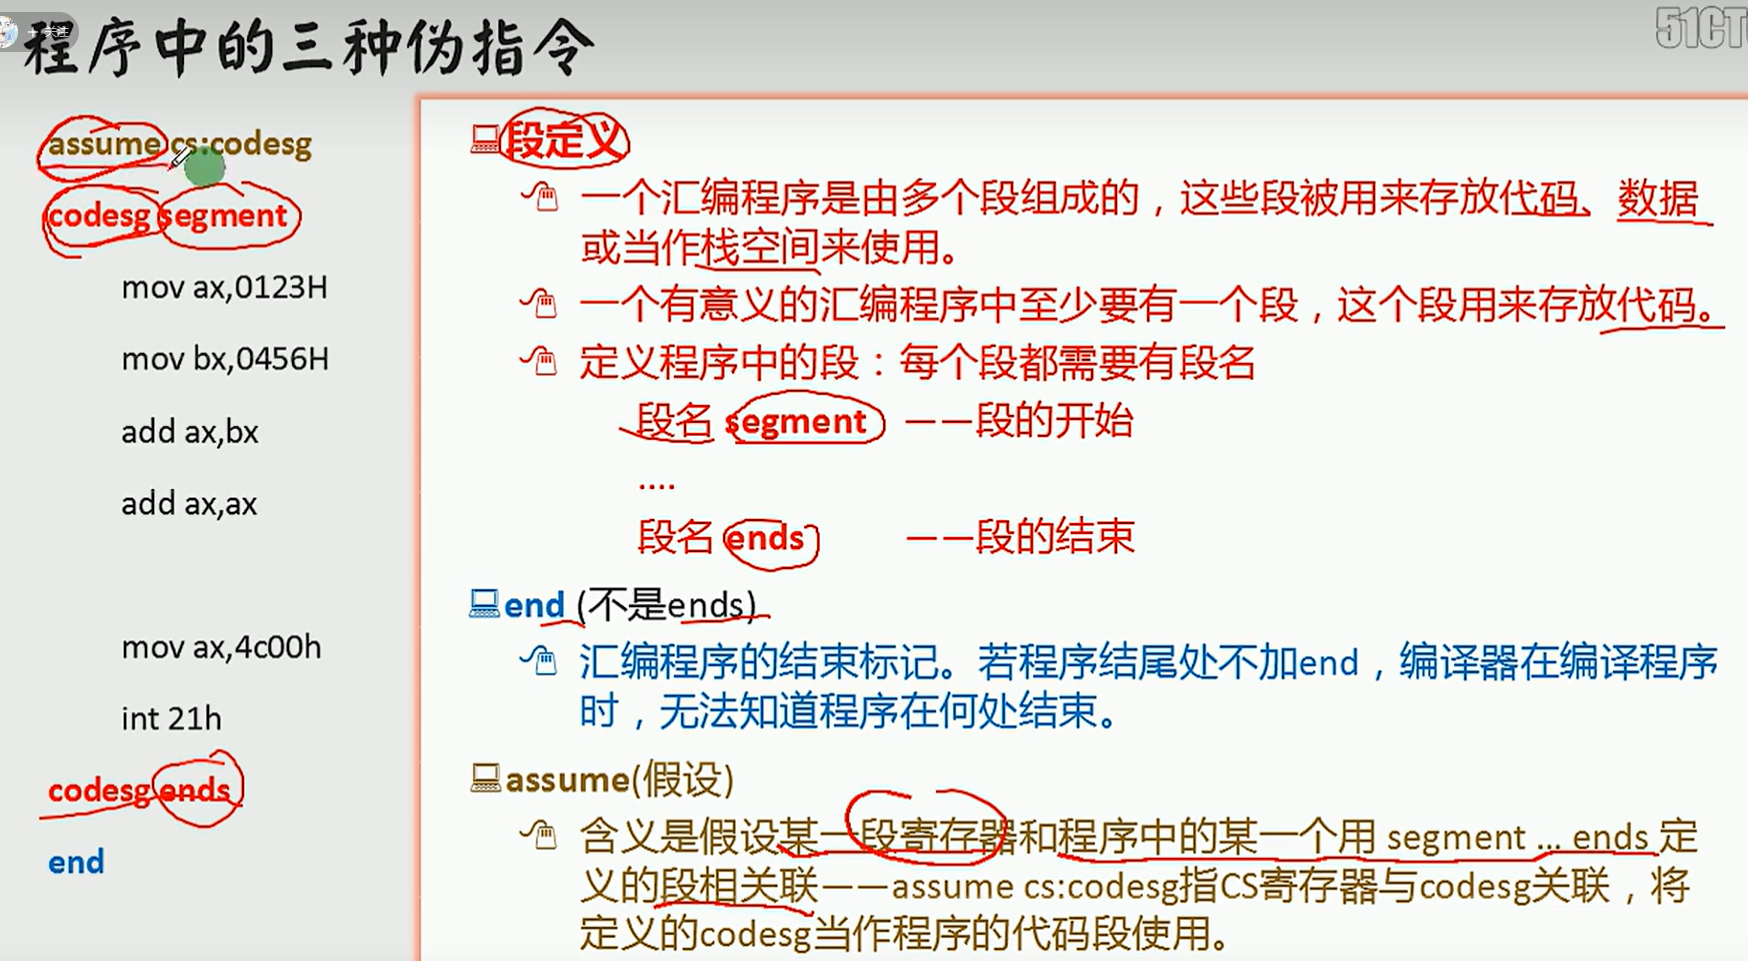 + 关注
程序中的三种伪指令
51CT
assume cs:codesg
codesg segment
mov ax,0123H
mov bx,0456H
add ax,bx
add ax,ax
mov ax,4c00h
int 21h
codesg ends
end
段定义
一个汇编程序是由多个段组成的，这些段被用来存放代码、数据
或当作栈空间来使用。
一个有意义的汇编程序中至少要有一个段，这个段用来存放代码。
定义程序中的段：每个段都需要有段名
段名 segment ——段的开始
....
段名 ends ——段的结束
end (不是ends)
汇编程序的结束标记。若程序结尾处不加end，编译器在编译程序
时，无法知道程序在何处结束。
assume(假设)
含义是假设某一段寄存器和程序中的某一个用 segment ... ends 定
义的段相关联——assume cs:codesg指CS寄存器与codesg关联，将
定义的codesg当作程序的代码段使用。